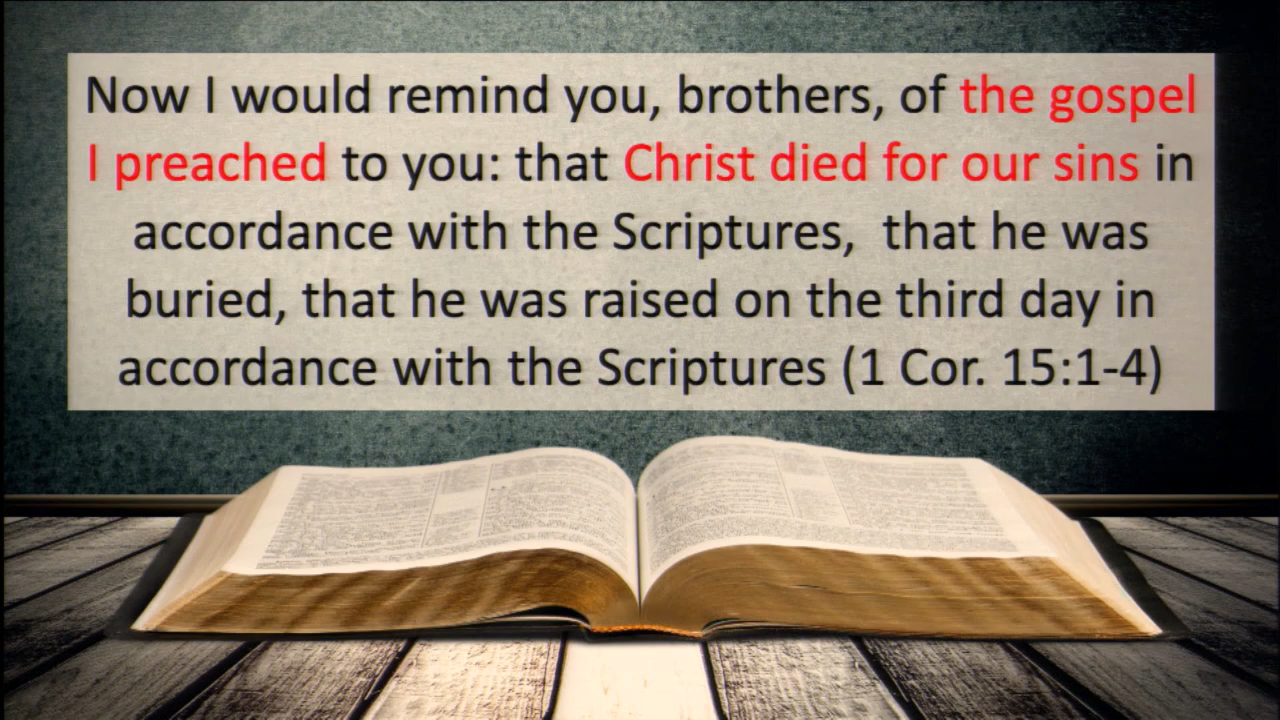 Now I would remind you, brothers, of the gospel
I preached to you: that Christ died for our sins in
accordance with the Scriptures,  that he was
buried, that he was raised on the third day in
accordance with the Scriptures (1 Cor. 15:1-4)